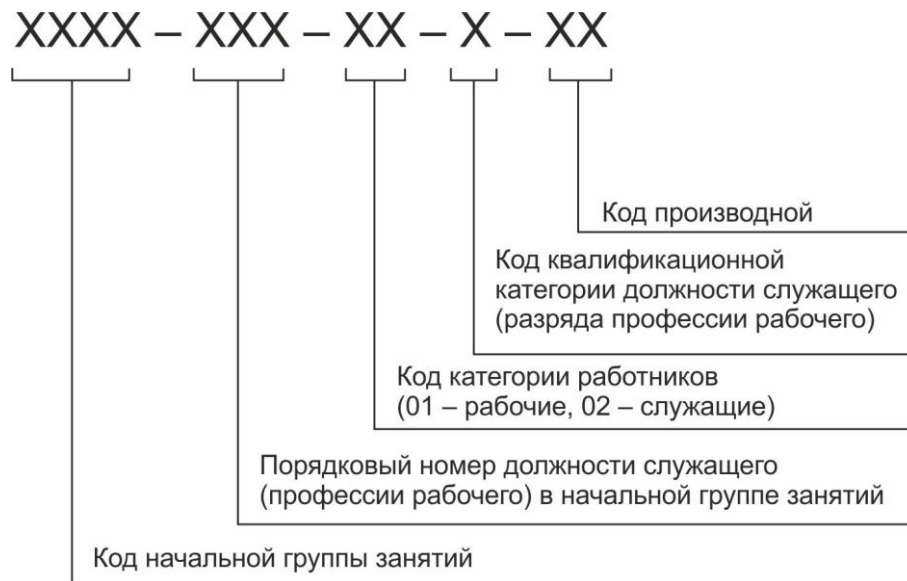 XXXX – XXX – XX – X – XX
Код производной
Код квалификационной
категории должности служащего
(разряда профессии рабочего)
Код категории работников
(01 – рабочие, 02 – служащие)
Порядковый номер должности служащего
(профессии рабочего) в начальной группе занятий
Код начальной группы занятий